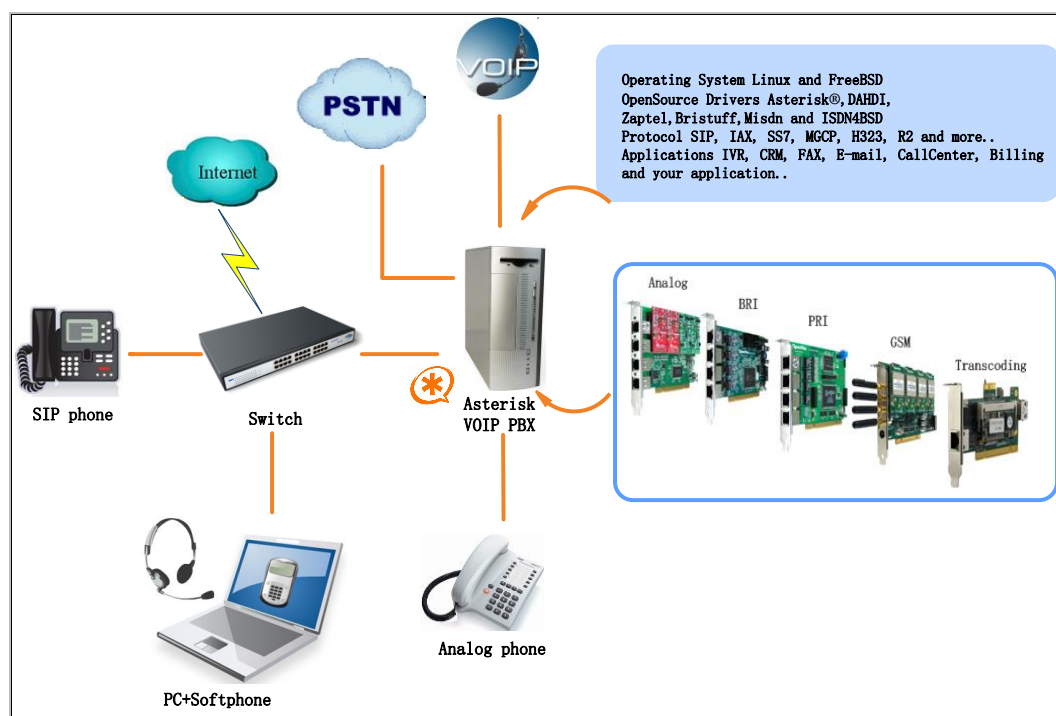 VOIP
PSTN
Internet
Operating System Linux and FreeBSD
OpenSource Drivers Asterisk®,DAHDI,
Zaptel,Bristuff,Misdn and ISDN4BSD
Protocol SIP, IAX, SS7, MGCP, H323, R2 and more..
Applications IVR, CRM, FAX, E-mail, CallCenter, Billing
and your application..
Analog
BRI
PRI
GSM
Transcoding
SIP phone
Switch
Asterisk
VOIP PBX
Analog phone
PC+Softphone